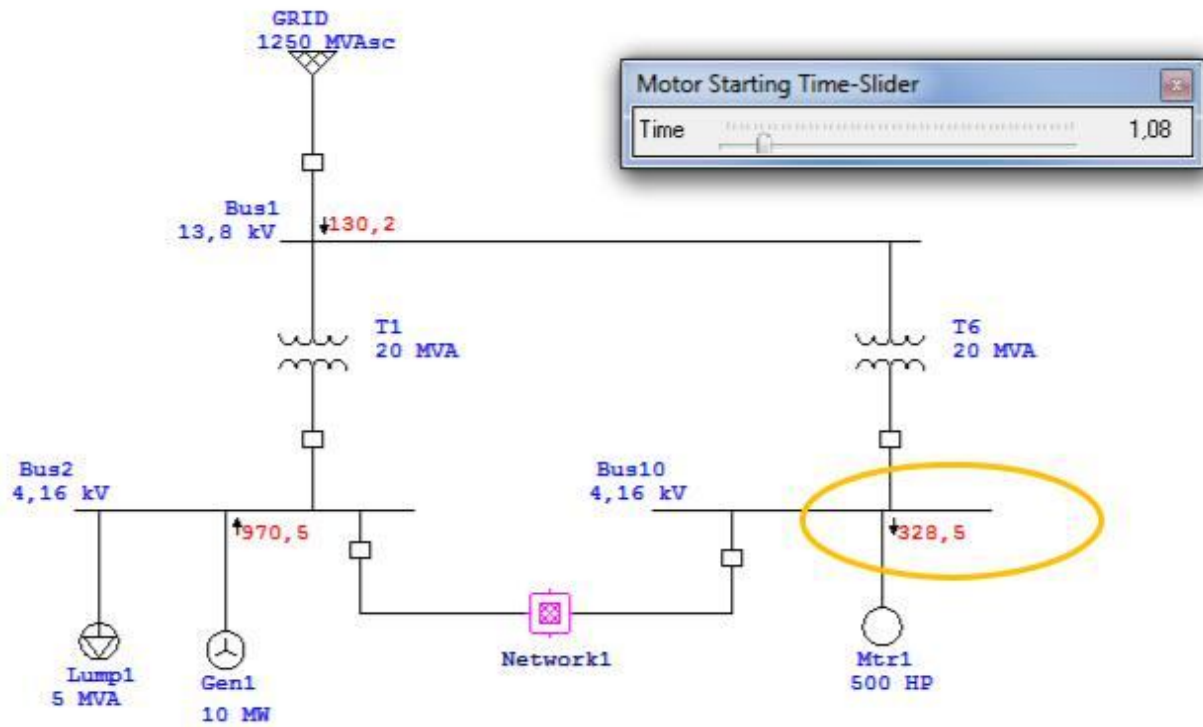 GRID
1250 MVAsc
Motor Starting Time-Slider
Time 1,08
Bus1
13,8 kV
130,2
T1
20 MVA
T6
20 MVA
Bus2
4,16 kV
970,5
Bus10
4,16 kV
328,5
Lump1
5 MVA
Gen1
10 MW
Network1
Mtr1
500 HP